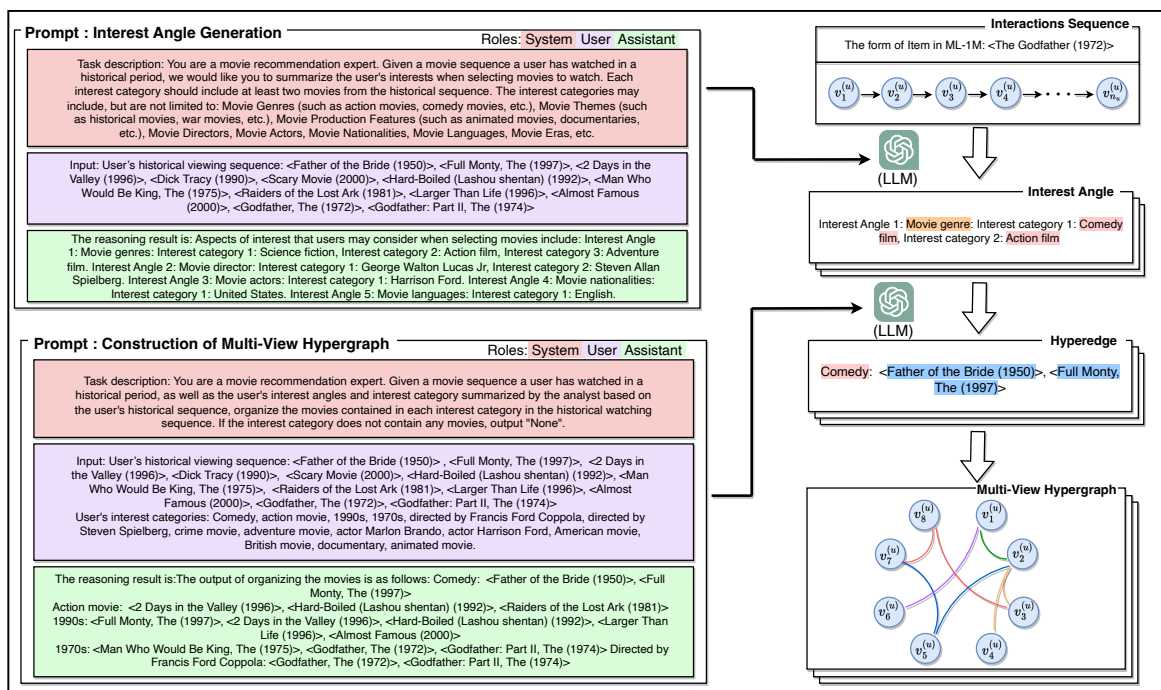 Prompt : Interest Angle Generation
Roles: System User Assistant
Task description: You are a movie recommendation expert. Given a movie sequence a user has watched in a
historical period, we would like you to summarize the user's interests when selecting movies to watch. Each
interest category should include at least two movies from the historical sequence. The interest categories may
include, but are not limited to: Movie Genres (such as action movies, comedy movies, etc.), Movie Themes (such
as historical movies, war movies, etc.), Movie Production Features (such as animated movies, documentaries,
etc.), Movie Directors, Movie Actors, Movie Nationalities, Movie Languages, Movie Eras, etc.
Input: User's historical viewing sequence: <Father of the Bride (1950)>, <Full Monty, The (1997)>, <2 Days in the
Valley (1996)>, <Dick Tracy (1990)>, <Scary Movie (2000)>, <Hard-Boiled (Lashou shentan) (1992)>, <Man Who
Would Be King, The (1975)>, <Raiders of the Lost Ark (1981)>, <Larger Than Life (1996)>, <Almost Famous
(2000)>, <Godfather, The (1972)>, <Godfather: Part II, The (1974)>
The reasoning result is: Aspects of interest that users may consider when selecting movies include: Interest Angle
1: Movie genres: Interest category 1: Science fiction, Interest category 2: Action film, Interest category 3: Adventure
film. Interest Angle 2: Movie director: Interest category 1: George Walton Lucas Jr, Interest category 2: Steven Allan
Spielberg. Interest Angle 3: Movie actors: Interest category 1: Harrison Ford. Interest Angle 4: Movie nationalities:
Interest category 1: United States. Interest Angle 5: Movie languages: Interest category 1: English.
Prompt : Construction of Multi-View Hypergraph
Roles: System User Assistant
Task description: You are a movie recommendation expert. Given a movie sequence a user has watched in a
historical period, as well as the user's interest angles and interest category summarized by the analyst based on
the user's historical sequence, organize the movies contained in each interest category in the historical watching
sequence. If the interest category does not contain any movies, output "None".
Input: User's historical viewing sequence: <Father of the Bride (1950)> , <Full Monty, The (1997)>, <2 Days in
the Valley (1996)>, <Dick Tracy (1990)>, <Scary Movie (2000)>, <Hard-Boiled (Lashou shentan) (1992)>, <Man
Who Would Be King, The (1975)>, <Raiders of the Lost Ark (1981)>, <Larger Than Life (1996)>, <Almost
Famous (2000)>, <Godfather, The (1972)>, <Godfather: Part II, The (1974)>
User's interest categories: Comedy, action movie, 1990s, 1970s, directed by Francis Ford Coppola, directed by
Steven Spielberg, crime movie, adventure movie, actor Marlon Brando, actor Harrison Ford, American movie,
British movie, documentary, animated movie.
The reasoning result is:The output of organizing the movies is as follows: Comedy: <Father of the Bride (1950)>, <Full
Monty, The (1997)>
Action movie: <2 Days in the Valley (1996)>, <Hard-Boiled (Lashou shentan) (1992)>, <Raiders of the Lost Ark (1981)>
1990s: <Full Monty, The (1997)>, <2 Days in the Valley (1996)>, <Hard-Boiled (Lashou shentan) (1992)>, <Larger Than
Life (1996)>, <Almost Famous (2000)>
1970s: <Man Who Would Be King, The (1975)>, <Godfather, The (1972)>, <Godfather: Part II, The (1974)> Directed by
Francis Ford Coppola: <Godfather, The (1972)>, <Godfather: Part II, The (1974)>
Interactions Sequence
The form of Item in ML-1M: <The Godfather (1972)>
v_1^(u) v_2^(u) v_3^(u) v_4^(u) · · · v_{n_u}^(u)
(LLM)
Interest Angle
Interest Angle 1: Movie genre: Interest category 1: Comedy
film, Interest category 2: Action film
(LLM)
Hyperedge
Comedy: <Father of the Bride (1950)>, <Full Monty,
The (1997)>
Multi-View Hypergraph
v_8^(u) v_1^(u)
v_7^(u) v_2^(u)
v_6^(u) v_3^(u)
v_5^(u) v_4^(u)